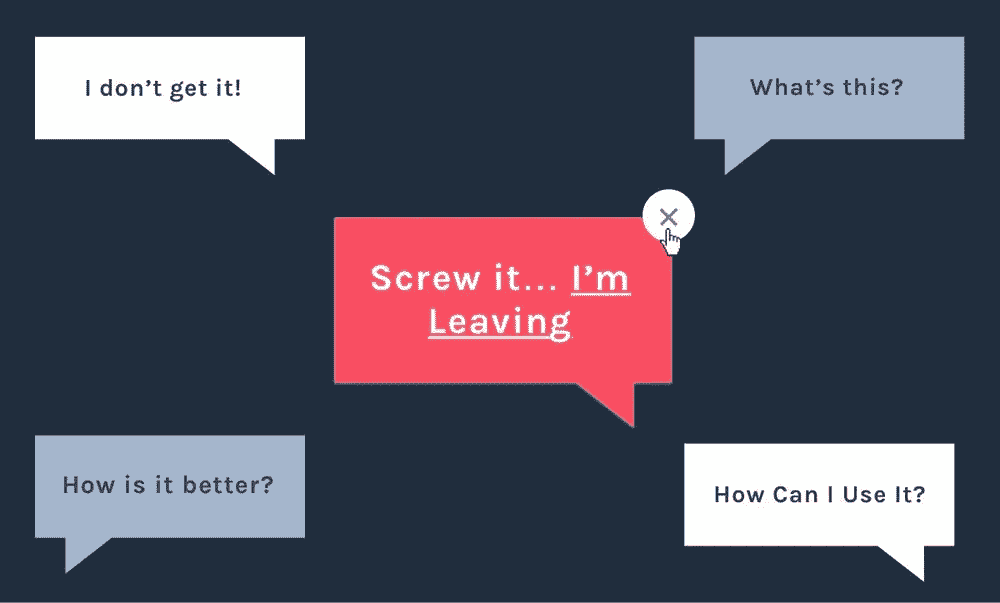 I don’t get it!
What’s this?
Screw it... I’m
Leaving
How is it better?
How Can I Use It?